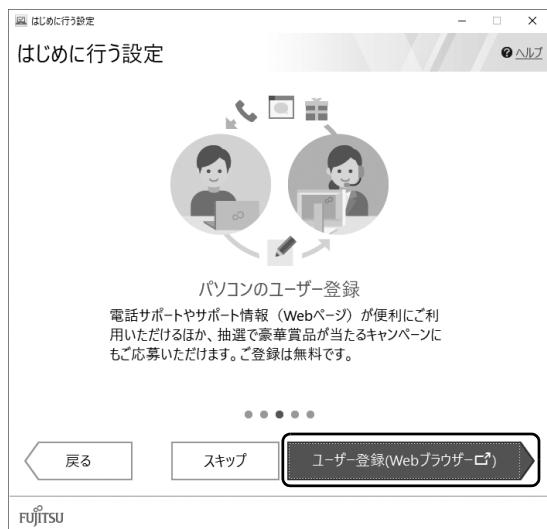 はじめに行う設定
はじめに行う設定
ヘルプ
パソコンのユーザー登録
電話サポートやサポート情報（Webページ）が便利にご利
用いただけるほか、抽選で豪華賞品が当たるキャンペーンに
もご応募いただけます。ご登録は無料です。
戻る
スキップ
ユーザー登録(Webブラウザー)
FUJITSU